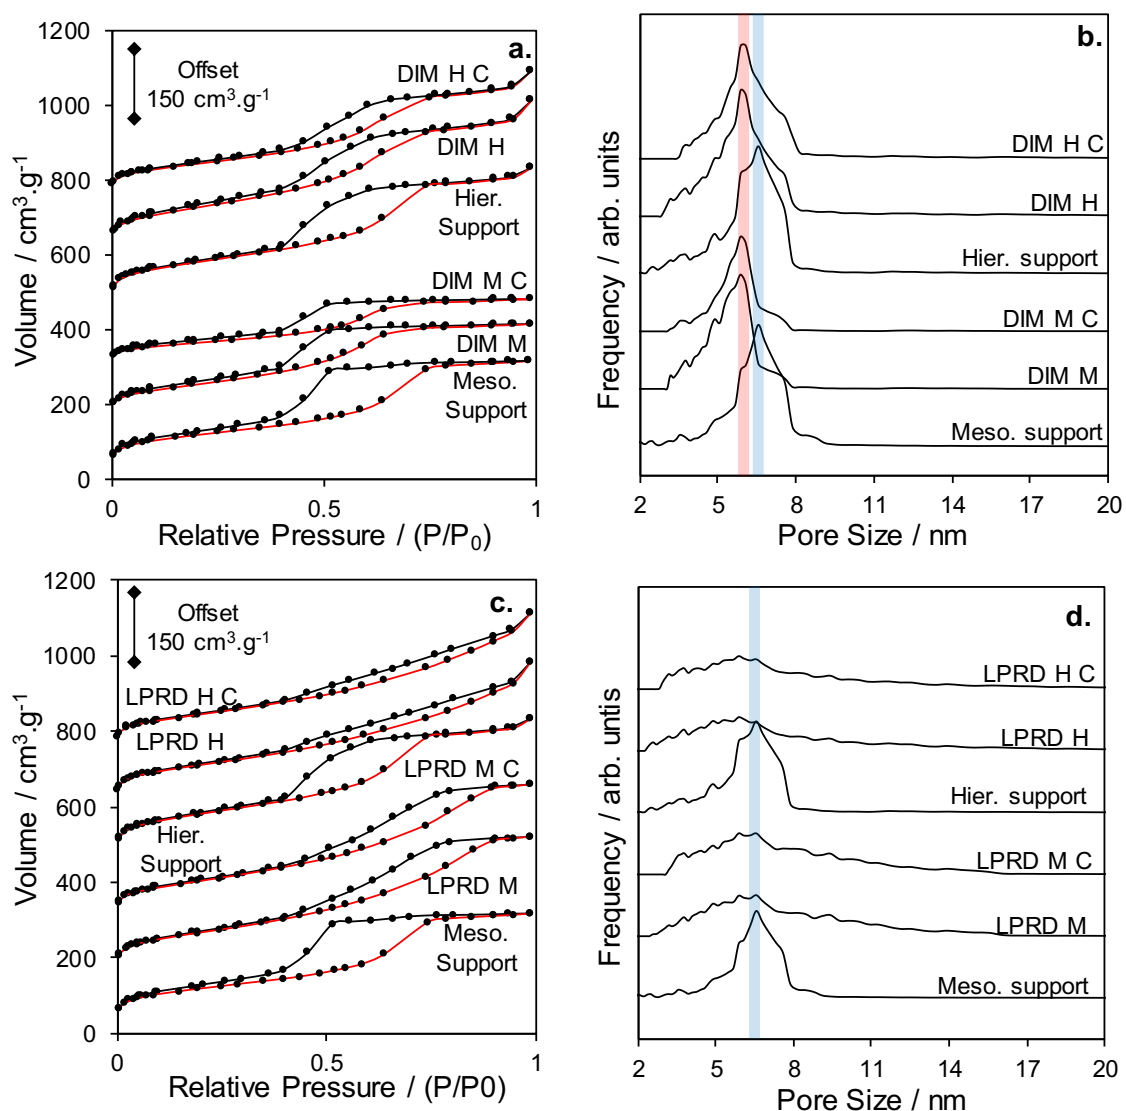 a.
1200
1000
800
600
400
200
0
Volume / cm³.g⁻¹
Offset
150 cm³.g⁻¹
DIM H C
DIM H
Hier.
Support
DIM M C
DIM M
Meso.
Support
0
0.5
1
Relative Pressure / (P/P₀)
b.
Frequency / arb. units
DIM H C
DIM H
Hier. support
DIM M C
DIM M
Meso. support
2
5
8
11
14
17
20
Pore Size / nm
c.
1200
1000
800
600
400
200
0
Volume / cm³.g⁻¹
Offset
150 cm³.g⁻¹
LPRD H C
LPRD H
Hier.
Support
LPRD M C
LPRD M
Meso.
Support
0
0.5
1
Relative Pressure / (P/P0)
d.
Frequency / arb. untis
LPRD H C
LPRD H
Hier. support
LPRD M C
LPRD M
Meso. support
2
5
8
11
14
17
20
Pore Size / nm